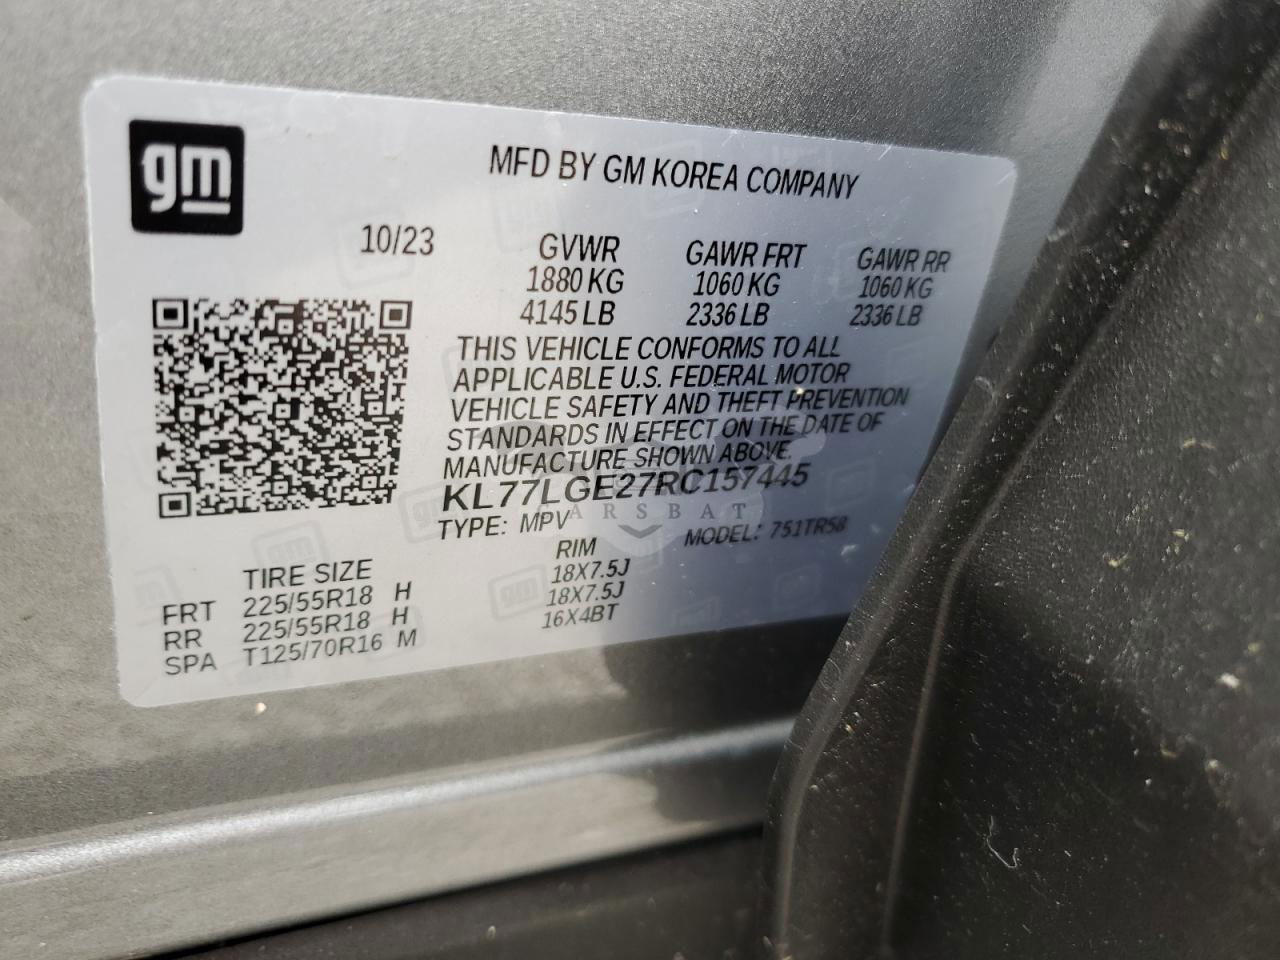 gm
MFD BY GM KOREA COMPANY
10/23 GVWR GAWR FRT GAWR RR
1880 KG 1060 KG 1060 KG
4145 LB 2336 LB 2336 LB
THIS VEHICLE CONFORMS TO ALL
APPLICABLE U.S. FEDERAL MOTOR
VEHICLE SAFETY AND THEFT PREVENTION
STANDARDS IN EFFECT ON THE DATE OF
MANUFACTURE SHOWN ABOVE.
KL77LGE27RC157445
CARSBAT
TYPE: MPV MODEL: 751TR58
TIRE SIZE RIM
FRT 225/55R18 H 18X7.5J
RR 225/55R18 H 18X7.5J
SPA T125/70R16 M 16X4BT